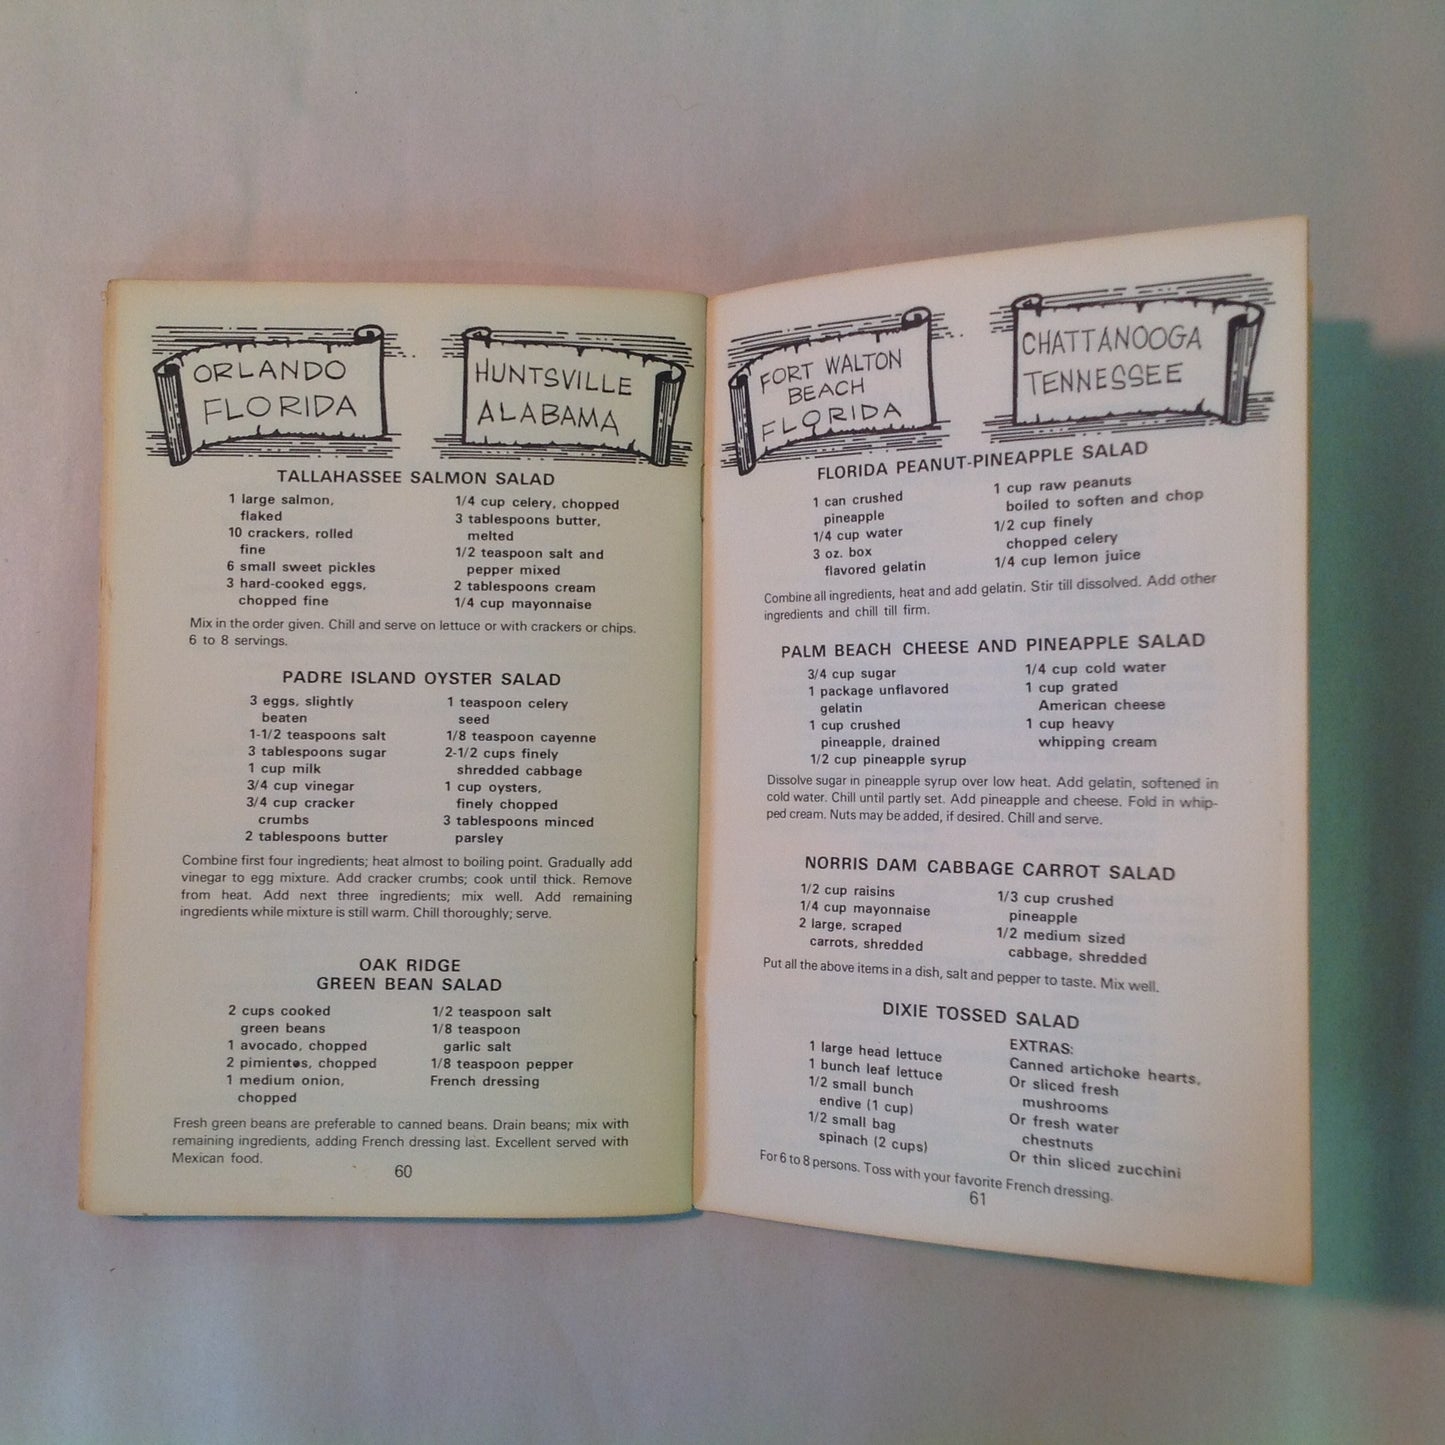 ORLANDO
FLORIDA
HUNTSVILLE
ALABAMA
TALLAHASSEE SALMON SALAD
1 large salmon,
flaked
10 crackers, rolled
fine
6 small sweet pickles
3 hard-cooked eggs,
chopped fine
1/4 cup celery, chopped
3 tablespoons butter,
melted
1/2 teaspoon salt and
pepper mixed
2 tablespoons cream
1/4 cup mayonnaise
Mix in the order given. Chill and serve on lettuce or with crackers or chips.
6 to 8 servings.
PADRE ISLAND OYSTER SALAD
3 eggs, slightly
beaten
1-1/2 teaspoons salt
3 tablespoons sugar
1 cup milk
3/4 cup vinegar
3/4 cup cracker
crumbs
2 tablespoons butter
1 teaspoon celery
seed
1/8 teaspoon cayenne
2-1/2 cups finely
shredded cabbage
1 cup oysters,
finely chopped
3 tablespoons minced
parsley
Combine first four ingredients; heat almost to boiling point. Gradually add
vinegar to egg mixture. Add cracker crumbs; cook until thick. Remove
from heat. Add next three ingredients; mix well. Add remaining
ingredients while mixture is still warm. Chill thoroughly; serve.
OAK RIDGE
GREEN BEAN SALAD
2 cups cooked
green beans
1 avocado, chopped
2 pimientos, chopped
1 medium onion,
chopped
1/2 teaspoon salt
1/8 teaspoon
garlic salt
1/8 teaspoon pepper
French dressing
Fresh green beans are preferable to canned beans. Drain beans; mix with
remaining ingredients, adding French dressing last. Excellent served with
Mexican food.
60
FORT WALTON
BEACH
FLORIDA
CHATTANOOGA
TENNESSEE
FLORIDA PEANUT-PINEAPPLE SALAD
1 can crushed
pineapple
1/4 cup water
3 oz. box
flavored gelatin
1 cup raw peanuts
boiled to soften and chop
1/2 cup finely
chopped celery
1/4 cup lemon juice
Combine all ingredients, heat and add gelatin. Stir till dissolved. Add other
ingredients and chill till firm.
PALM BEACH CHEESE AND PINEAPPLE SALAD
3/4 cup sugar
1 package unflavored
gelatin
1 cup crushed
pineapple, drained
1/2 cup pineapple syrup
1/4 cup cold water
1 cup grated
American cheese
1 cup heavy
whipping cream
Dissolve sugar in pineapple syrup over low heat. Add gelatin, softened in
cold water. Chill until partly set. Add pineapple and cheese. Fold in whip-
ped cream. Nuts may be added, if desired. Chill and serve.
NORRIS DAM CABBAGE CARROT SALAD
1/2 cup raisins
1/4 cup mayonnaise
2 large, scraped
carrots, shredded
1/3 cup crushed
pineapple
1/2 medium sized
cabbage, shredded
Put all the above items in a dish, salt and pepper to taste. Mix well.
DIXIE TOSSED SALAD
1 large head lettuce
1 bunch leaf lettuce
1/2 small bunch
endive (1 cup)
1/2 small bag
spinach (2 cups)
EXTRAS:
Canned artichoke hearts,
Or sliced fresh
mushrooms
Or fresh water
chestnuts
Or thin sliced zucchini
For 6 to 8 persons. Toss with your favorite French dressing.
61